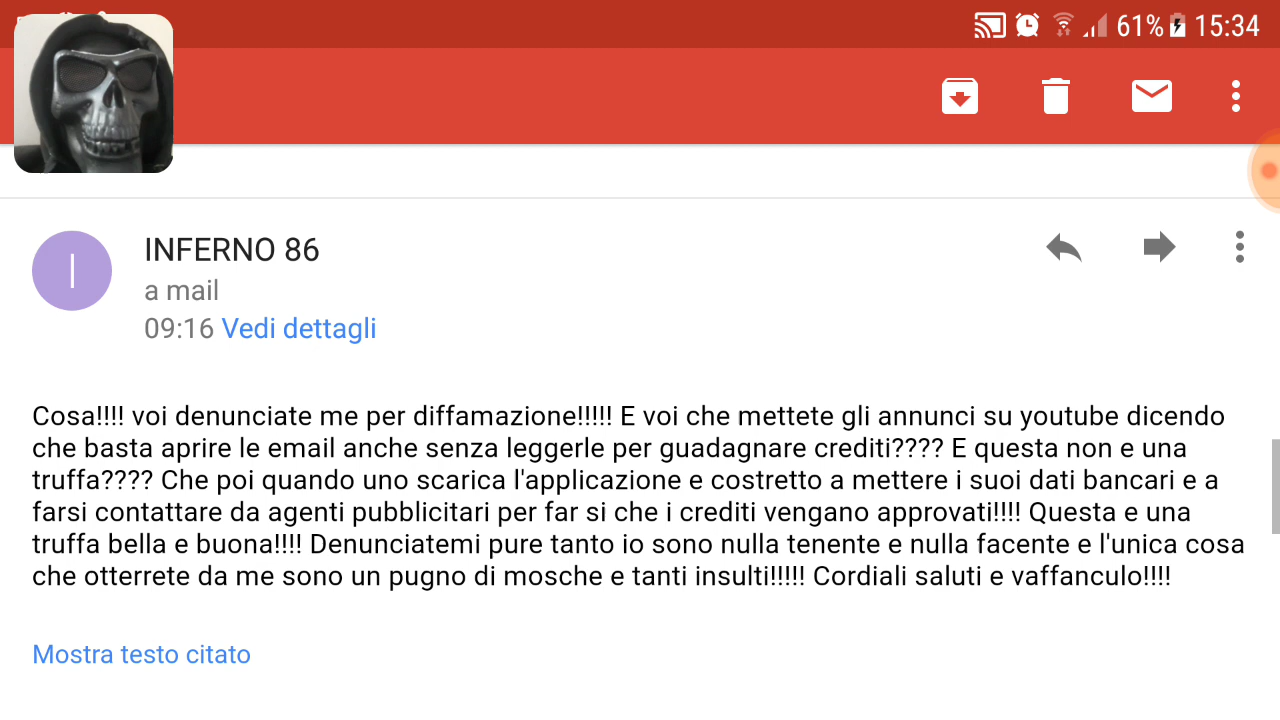 61% 15:34
I
INFERNO 86
a mail
09:16 Vedi dettagli
Cosa!!!! voi denunciate me per diffamazione!!!!! E voi che mettete gli annunci su youtube dicendo
che basta aprire le email anche senza leggerle per guadagnare crediti???? E questa non e una
truffa???? Che poi quando uno scarica l'applicazione e costretto a mettere i suoi dati bancari e a
farsi contattare da agenti pubblicitari per far si che i crediti vengano approvati!!!! Questa e una
truffa bella e buona!!!! Denunciatemi pure tanto io sono nulla tenente e nulla facente e l'unica cosa
che otterrete da me sono un pugno di mosche e tanti insulti!!!!! Cordiali saluti e vaffanculo!!!!
Mostra testo citato